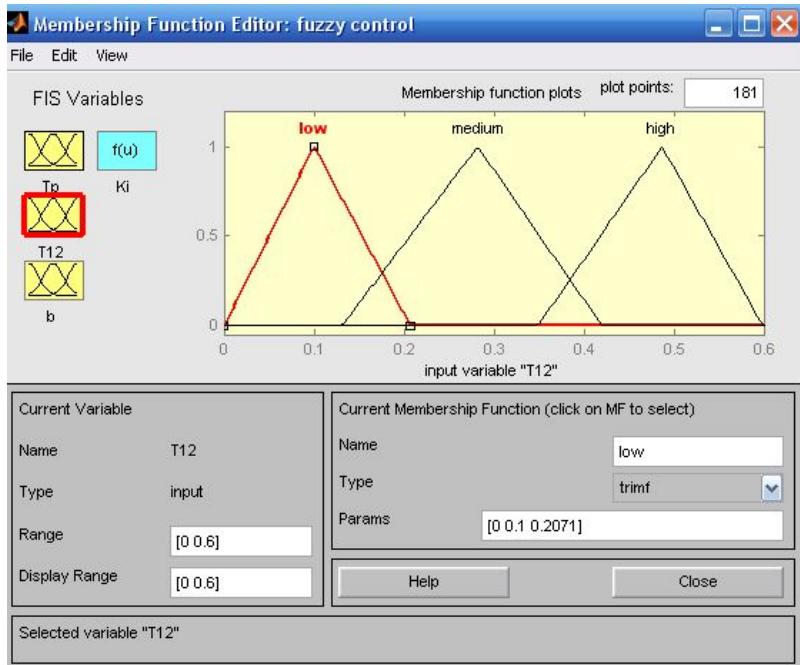 Membership Function Editor: fuzzy control
File Edit View
FIS Variables
Membership function plots plot points: 181
low medium high
f(u)
Tp Ki
T12
b
1
0.5
0
0 0.1 0.2 0.3 0.4 0.5 0.6
input variable "T12"
Current Variable
Name T12
Type input
Range [0 0.6]
Display Range [0 0.6]
Current Membership Function (click on MF to select)
Name low
Type trimf
Params [0 0.1 0.2071]
Help Close
Selected variable "T12"